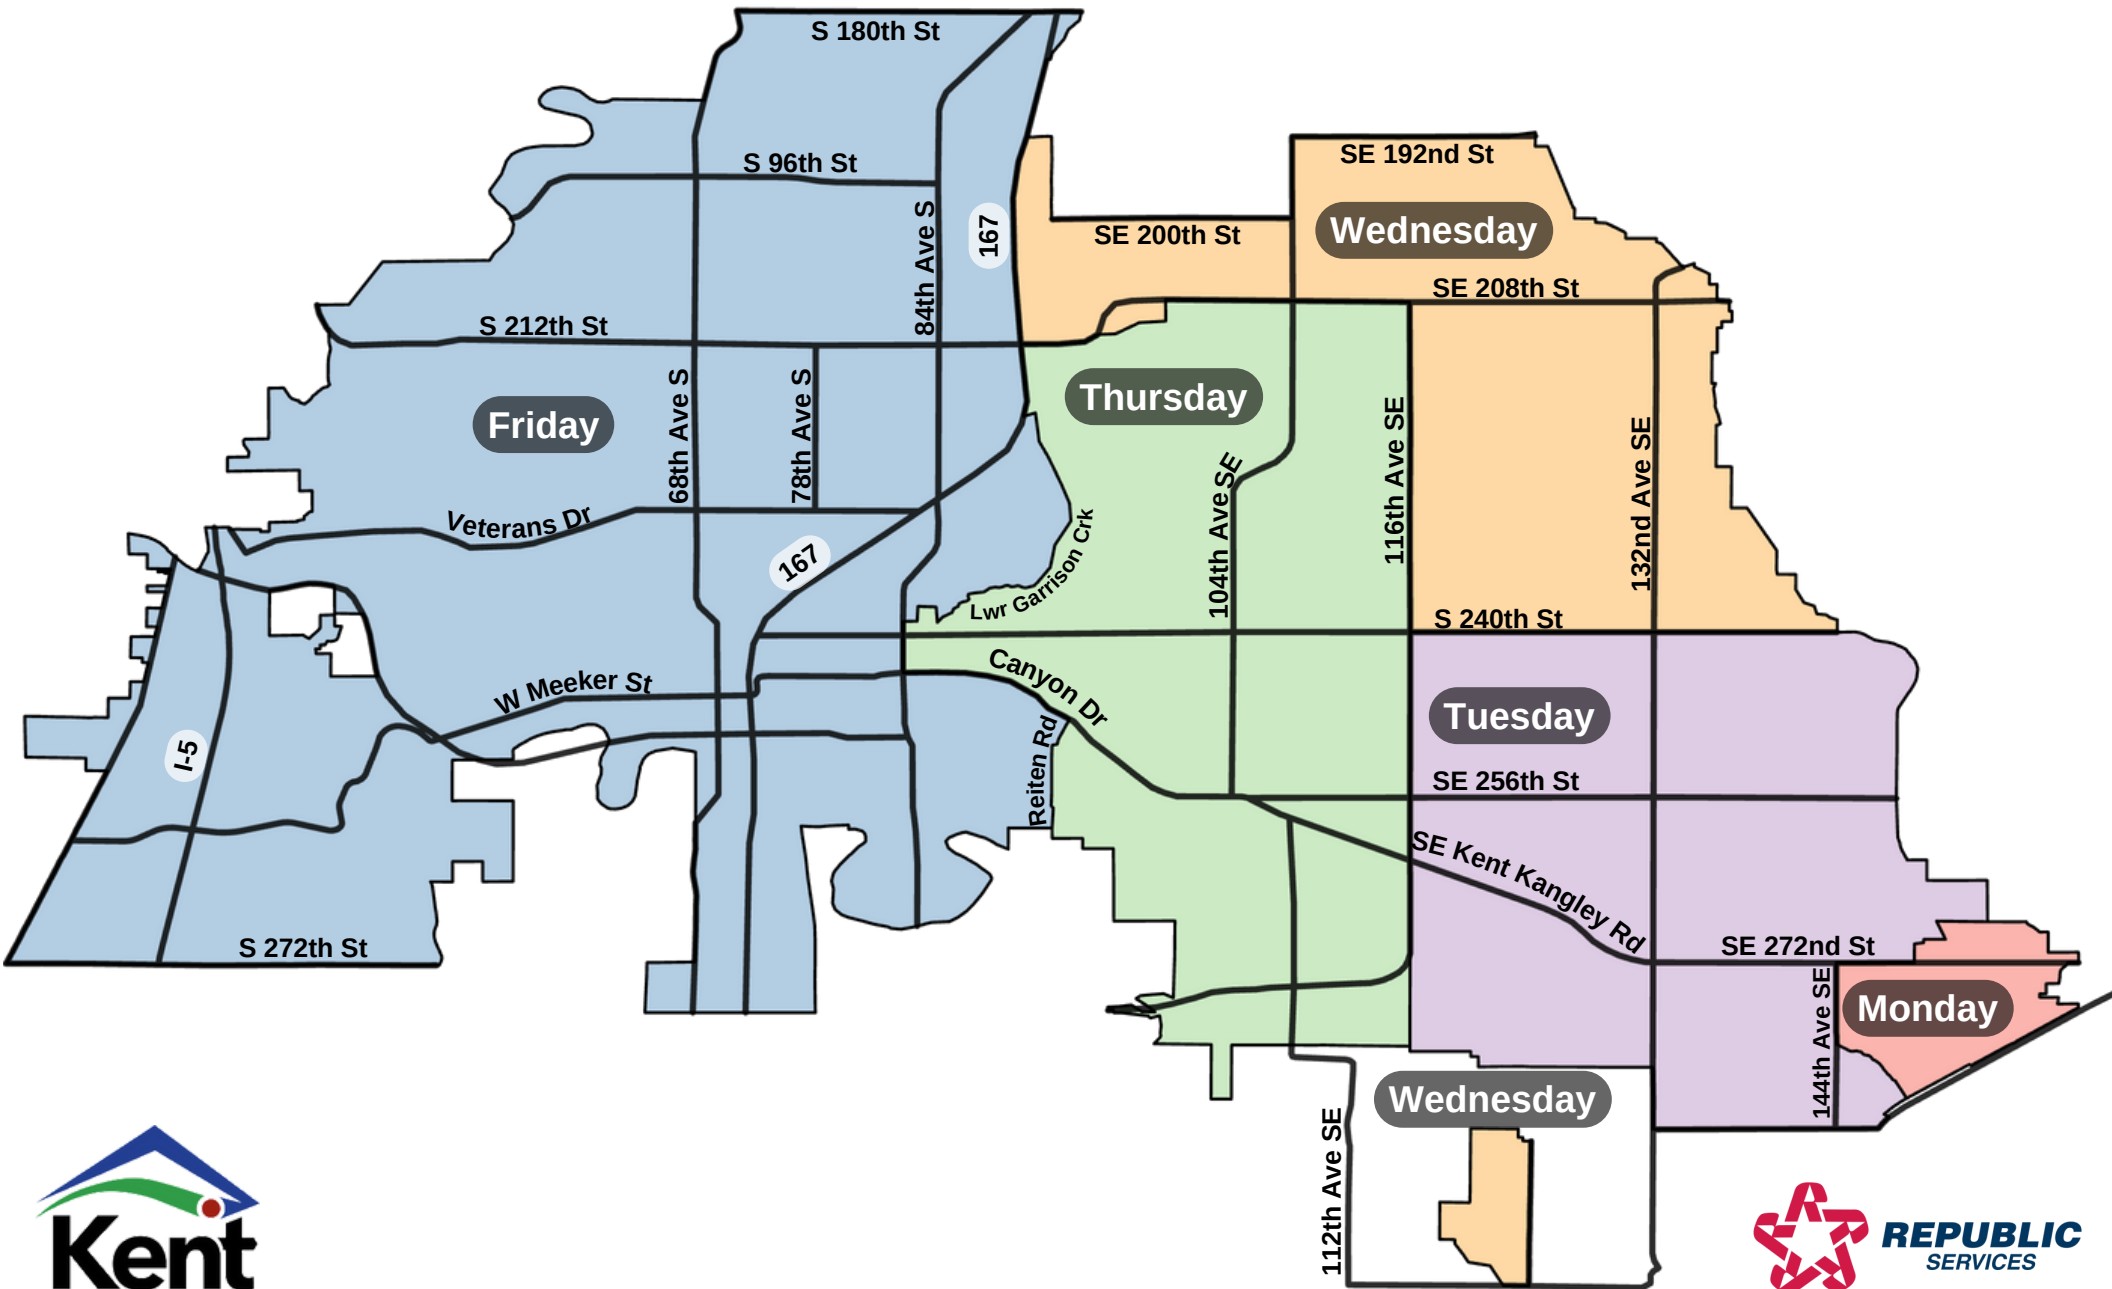 S 180th St
SE 192nd St
S 96th St
Wednesday
SE 200th St
167
84th Ave S
SE 208th St
S 212th St
Friday
68th Ave S
78th Ave S
Thursday
104th Ave SE
116th Ave SE
132nd Ave SE
Veterans Dr
167
Lwr Garrison Crk
S 240th St
W Meeker St
Canyon Dr
Tuesday
I-5
Reiten Rd
SE 256th St
SE Kent Kangley Rd
S 272th St
SE 272nd St
144th Ave SE
Monday
Wednesday
112th Ave SE
Kent
REPUBLIC
SERVICES